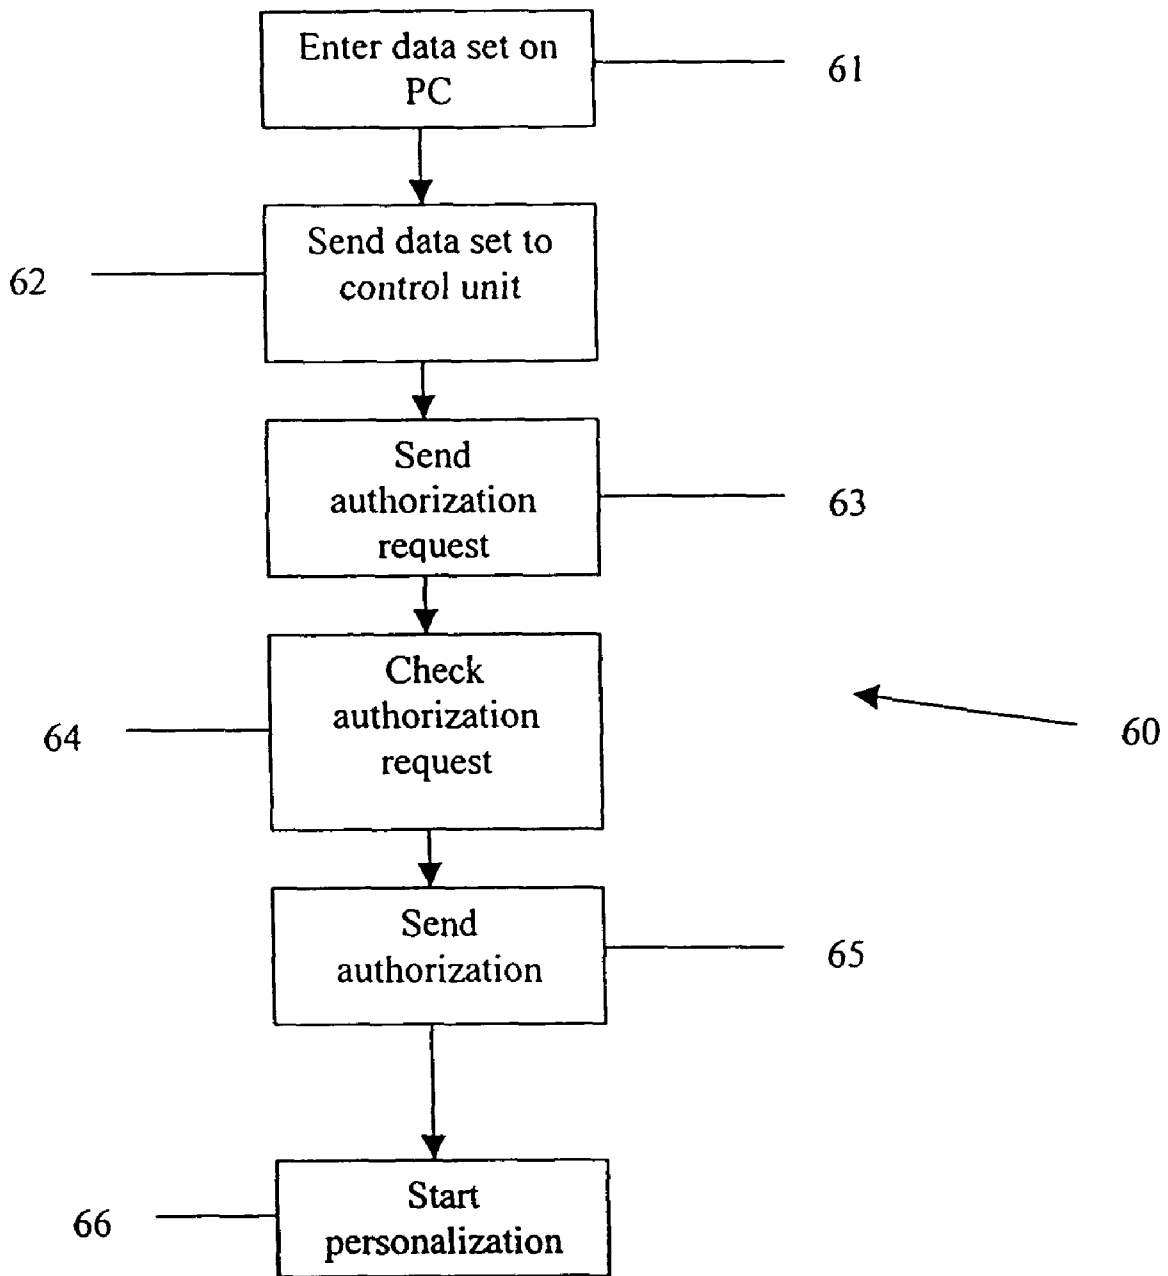 Enter data set on
PC
61
Send data set to
control unit
62
Send
authorization
request
63
Check
authorization
request
64
60
Send
authorization
65
Start
personalization
66